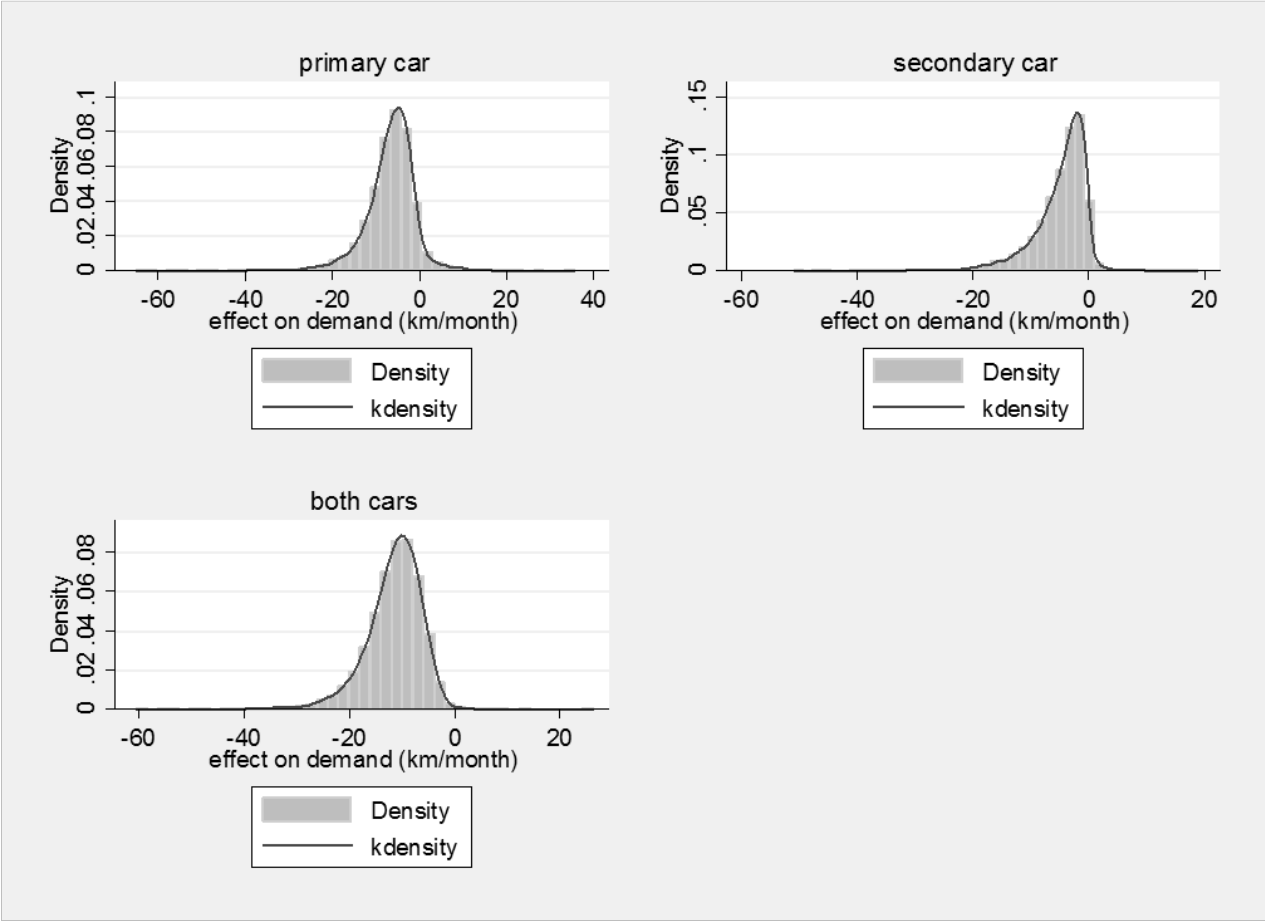 primary car
Density
0 .02 .04 .06 .08 .1
-60 -40 -20 0 20 40
effect on demand (km/month)
Density
kdensity
secondary car
Density
0 .05 .1 .15
-60 -40 -20 0 20
effect on demand (km/month)
Density
kdensity
both cars
Density
0 .02 .04 .06 .08
-60 -40 -20 0 20
effect on demand (km/month)
Density
kdensity